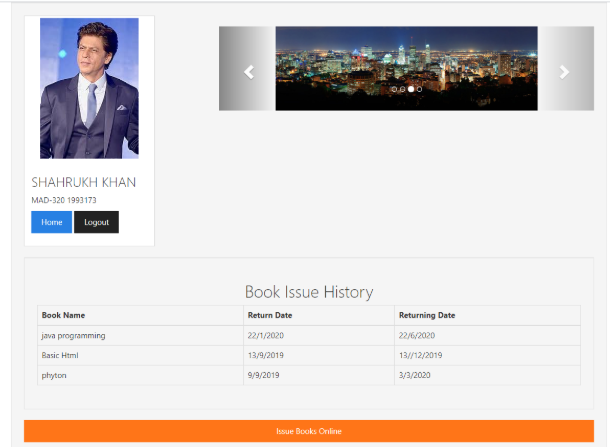 SHAHRUKH KHAN
MAD-320 1993173
Home Logout
Book Issue History
Book Name Return Date Returning Date
java programming 22/1/2020 22/6/2020
Basic Html 13/9/2019 13//12/2019
phyton 9/9/2019 3/3/2020
Issue Books Online